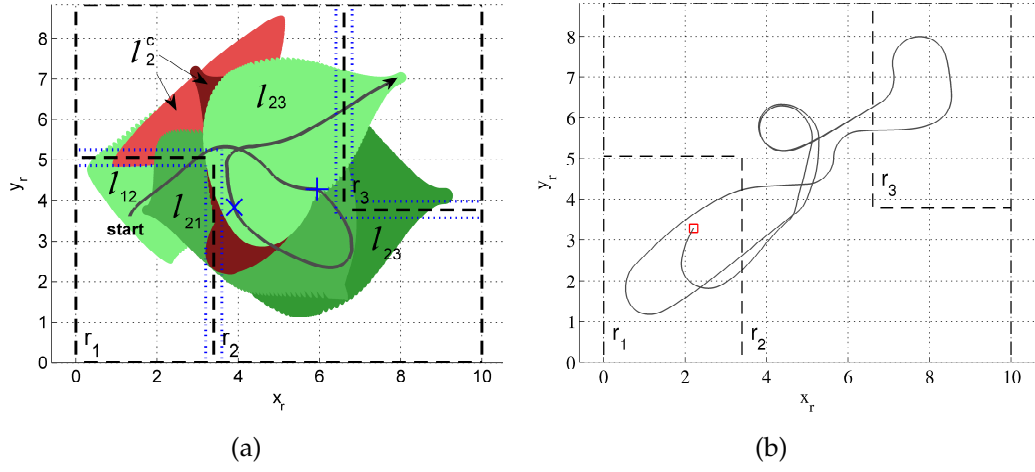 8
7
6
5
4
3
2
1
0
y_r
l_2^c
l_23
l_12
l_21
start
l_23
r_1
r_2
r_3
0 2 4 6 8 10
x_r
(a)
8
7
6
5
4
3
2
1
0
y_r
r_3
r_1
r_2
0 2 4 6 8 10
x_r
(b)